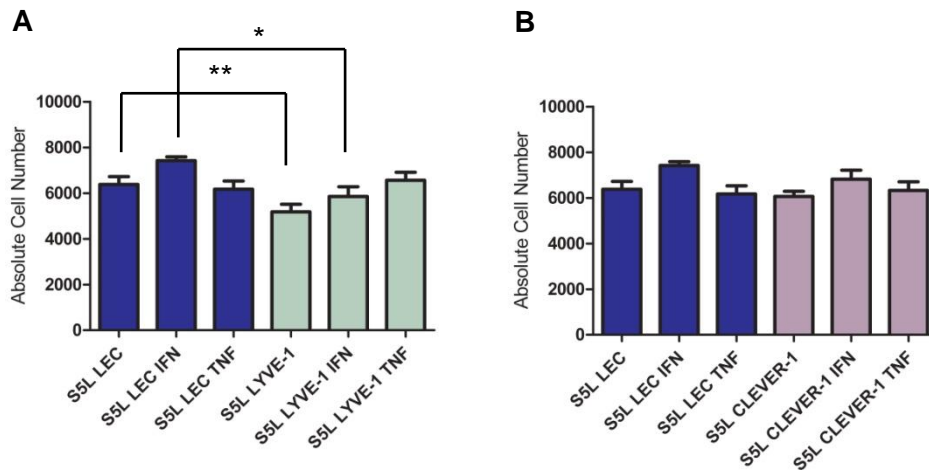 A
*
**
Absolute Cell Number
10000
8000
6000
4000
2000
0
S5L LEC
S5L LEC IFN
S5L LEC TNF
S5L LYVE-1
S5L LYVE-1 IFN
S5L LYVE-1 TNF
B
Absolute Cell Number
10000
8000
6000
4000
2000
0
S5L LEC
S5L LEC IFN
S5L LEC TNF
S5L CLEVER-1
S5L CLEVER-1 IFN
S5L CLEVER-1 TNF